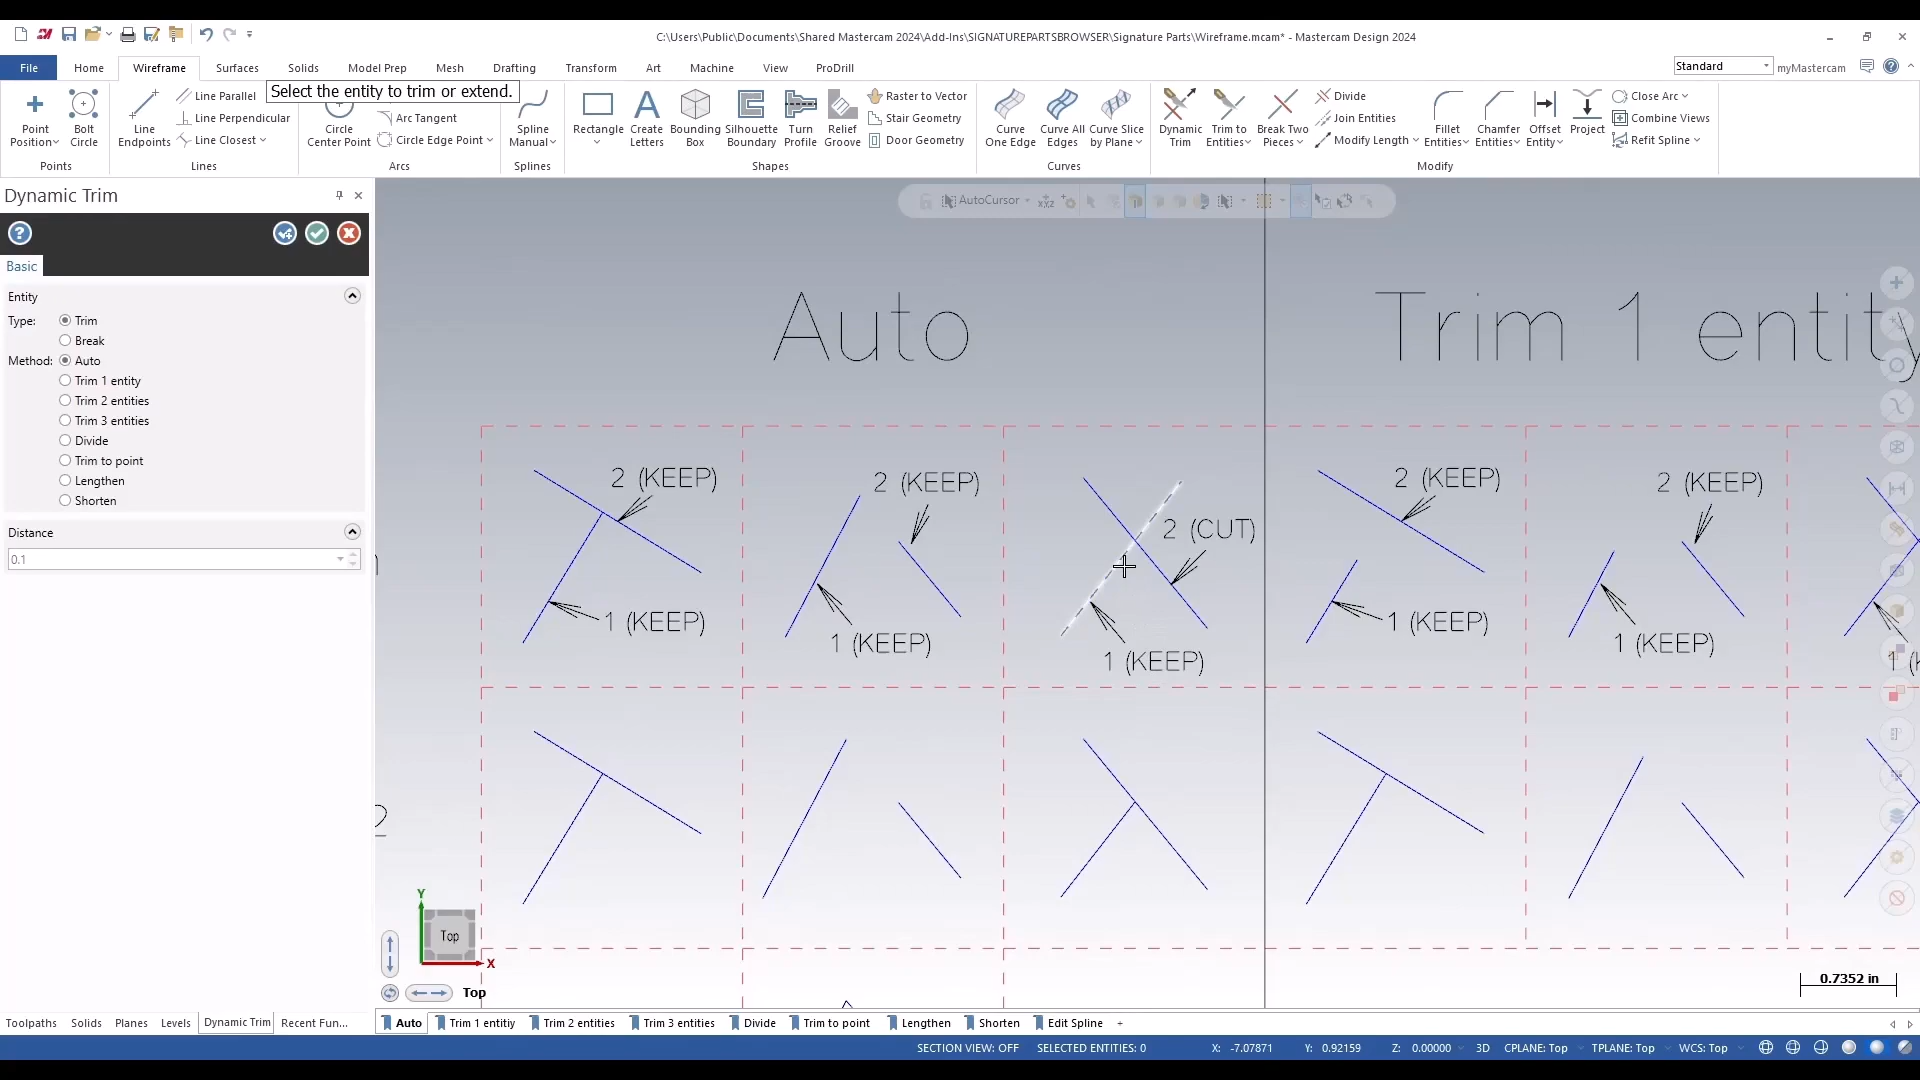 C:\Users\Public\Documents\Shared Mastercam 2024\Add-Ins\SIGNATUREPARTSBROWSER\Signature Parts\Wireframe.mcam* - Mastercam Design 2024
File Home Wireframe Surfaces Solids Model Prep Mesh Drafting Transform Art Machine View ProDrill Standard myMastercam
Select the entity to trim or extend.
Point Position
Bolt Circle
Points
Line Endpoints
Line Parallel
Line Perpendicular
Line Closest
Lines
Circle Center Point
Arc Tangent
Circle Edge Point
Arcs
Spline Manual
Splines
Rectangle
Create Letters
Bounding Box
Silhouette Boundary
Turn Profile
Relief Groove
Raster to Vector
Stair Geometry
Door Geometry
Shapes
Curve One Edge
Curve All Edges
Curve Slice by Plane
Curves
Dynamic Trim
Trim to Entities
Break Two Pieces
Divide
Join Entities
Modify Length
Fillet Entities
Chamfer Entities
Offset Entity
Project
Close Arc
Combine Views
Refit Spline
Modify
Dynamic Trim
Basic
Entity
Type: Trim
Break
Method: Auto
Trim 1 entity
Trim 2 entities
Trim 3 entities
Divide
Trim to point
Lengthen
Shorten
Distance
0.1
AutoCursor
Auto
Trim 1 entity
2 (KEEP)
1 (KEEP)
2 (KEEP)
1 (KEEP)
2 (CUT)
1 (KEEP)
2 (KEEP)
1 (KEEP)
2 (KEEP)
1 (KEEP)
Y
Top
X
Top
0.7352 in
Toolpaths Solids Planes Levels Dynamic Trim Recent Fun...
Auto Trim 1 entitiy Trim 2 entities Trim 3 entities Divide Trim to point Lengthen Shorten Edit Spline +
SECTION VIEW: OFF SELECTED ENTITIES: 0 X: -7.07871 Y: 0.92159 Z: 0.00000 3D CPLANE: Top TPLANE: Top WCS: Top